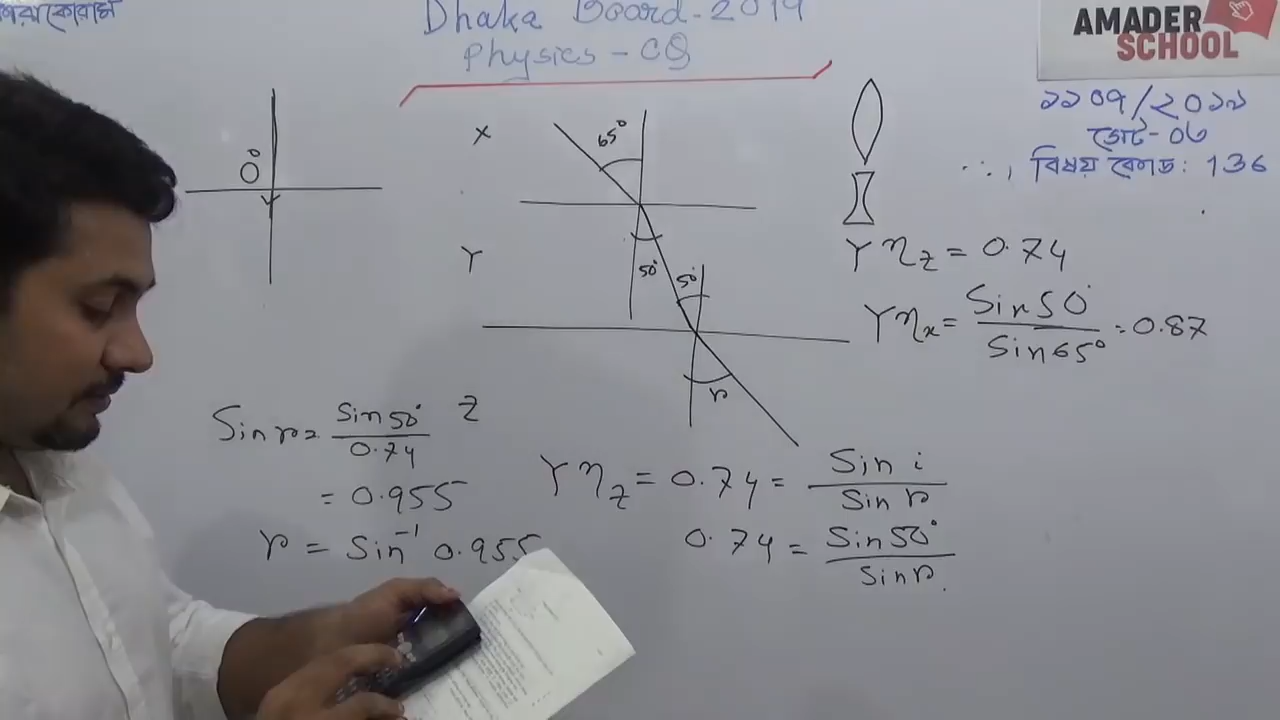 Dhaka Board-2019
Physics - CQ
AMADER
SCHOOL
সেট-০৬
∴, বিষয় কোড: 136
0°
X
65°
Y
50°
50°
r
Z
YηZ = 0.74
Yηx = Sin50° / Sin65° = 0.87
Sin r = Sin50° / 0.74
= 0.955
r = Sin⁻¹ 0.955
YηZ = 0.74 = Sin i / Sin r
0.74 = Sin50° / Sin r.